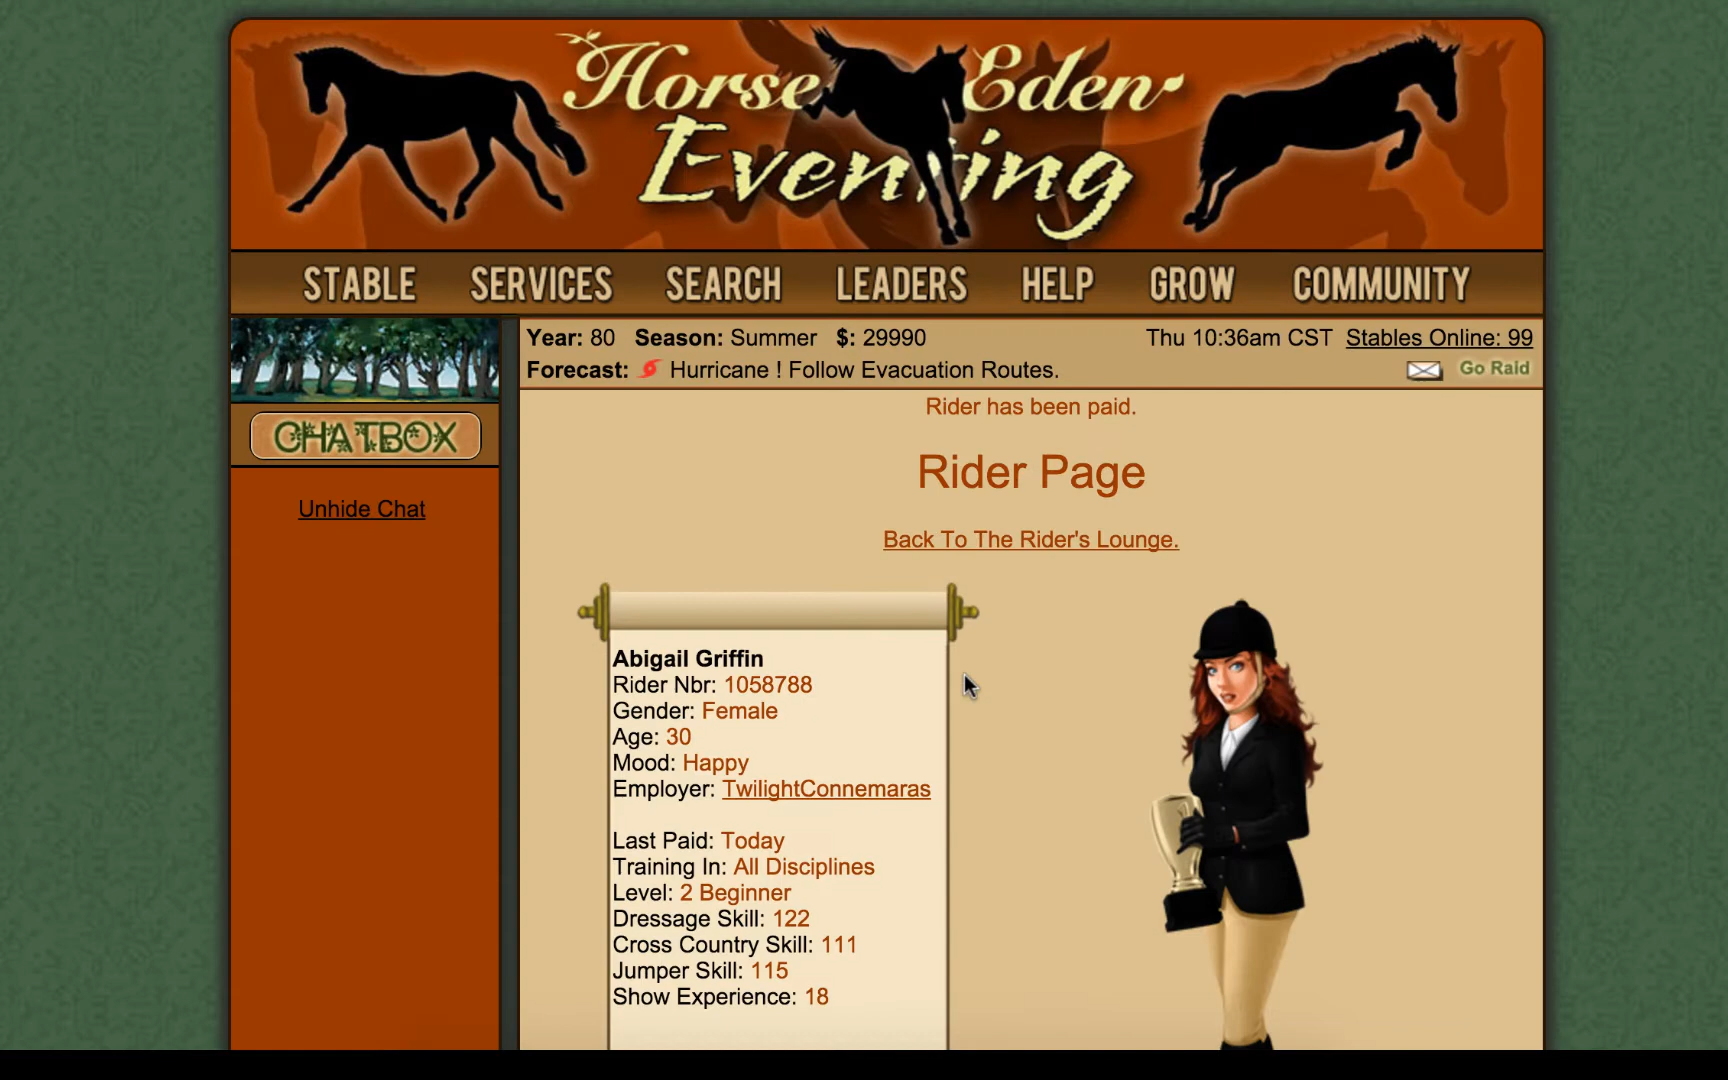 Horse Eden
Eventing
STABLE SERVICES SEARCH LEADERS HELP GROW COMMUNITY
Year: 80 Season: Summer $: 29990 Thu 10:36am CST Stables Online: 99
Forecast: Hurricane ! Follow Evacuation Routes. Go Raid
CHATBOX
Unhide Chat
Rider has been paid.
Rider Page
Back To The Rider's Lounge.
Abigail Griffin
Rider Nbr: 1058788
Gender: Female
Age: 30
Mood: Happy
Employer: TwilightConnemaras
Last Paid: Today
Training In: All Disciplines
Level: 2 Beginner
Dressage Skill: 122
Cross Country Skill: 111
Jumper Skill: 115
Show Experience: 18